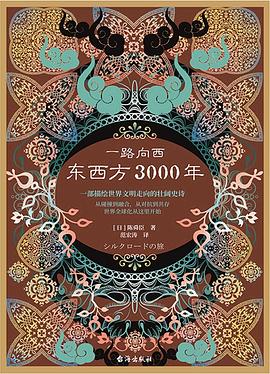 一路向西
东西方3000年
一部描绘世界文明走向的壮阔史诗
从碰撞到融合，从对抗到共存
世界全球化从这里开始
［日］陈舜臣 著
范宏涛 译
シルクロードの旅
台海出版社